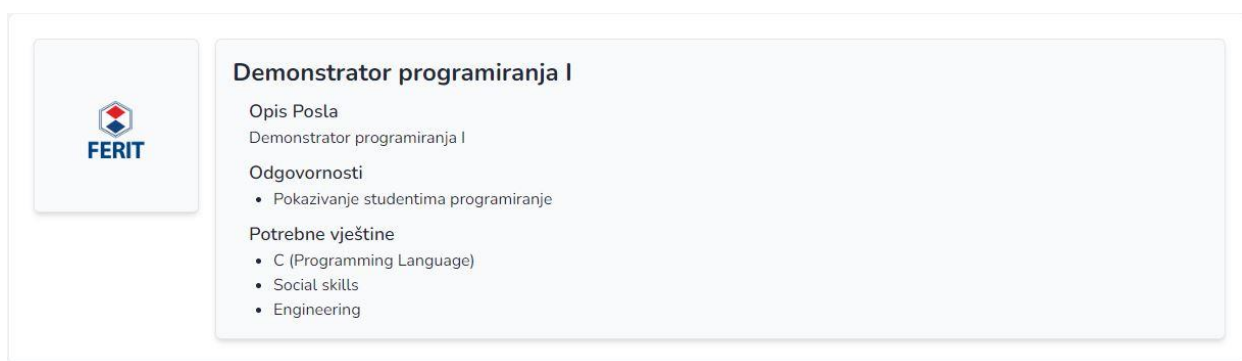 FERIT
Demonstrator programiranja I
Opis Posla
Demonstrator programiranja I
Odgovornosti
• Pokazivanje studentima programiranje
Potrebne vještine
• C (Programming Language)
• Social skills
• Engineering